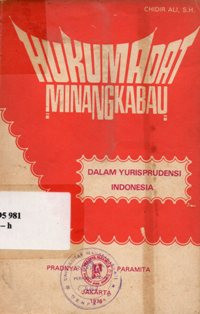 CHIDIR ALI, S.H.
HUKUM ADAT
MINANGKABAU
DALAM YURISPRUDENSI
INDONESIA
95 981
– h
PRADNYA PARAMITA
JAKARTA